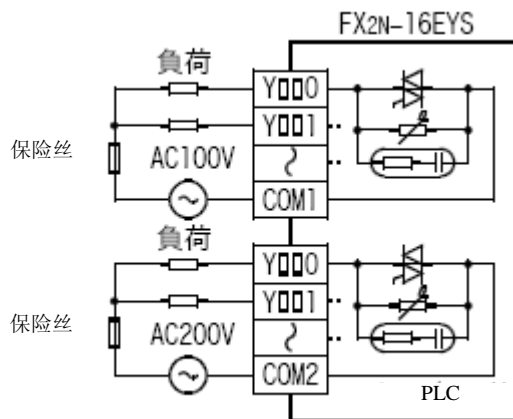 FX2N-16EYS
負荷
Y□□0
Y□□1
保险丝
AC100V
COM1
負荷
Y□□0
Y□□1
保险丝
AC200V
COM2
PLC